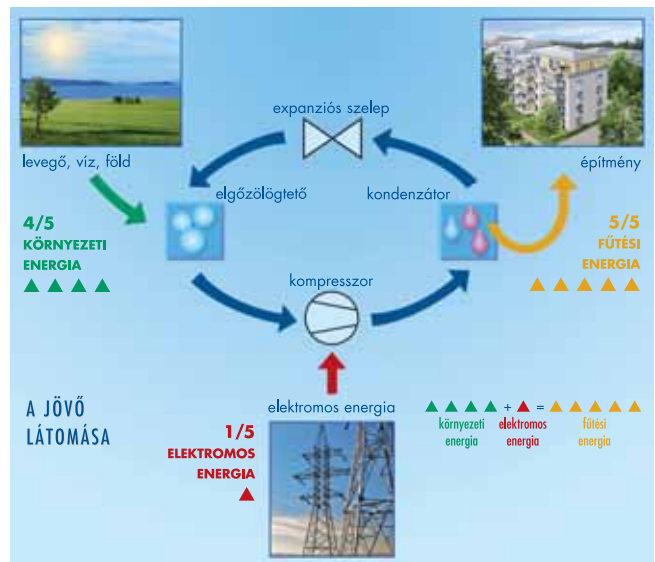 expanziós szelep
levegő, víz, föld
építmény
elgőzölögtető
kondenzátor
4/5
KÖRNYEZETI
ENERGIA
5/5
FŰTÉSI
ENERGIA
kompresszor
A JÖVŐ
LÁTOMÁSA
elektromos energia
1/5
ELEKTROMOS
ENERGIA
▲ ▲ ▲ ▲ + ▲ = ▲ ▲ ▲ ▲ ▲
környezeti elektromos fűtési
energia energia energia